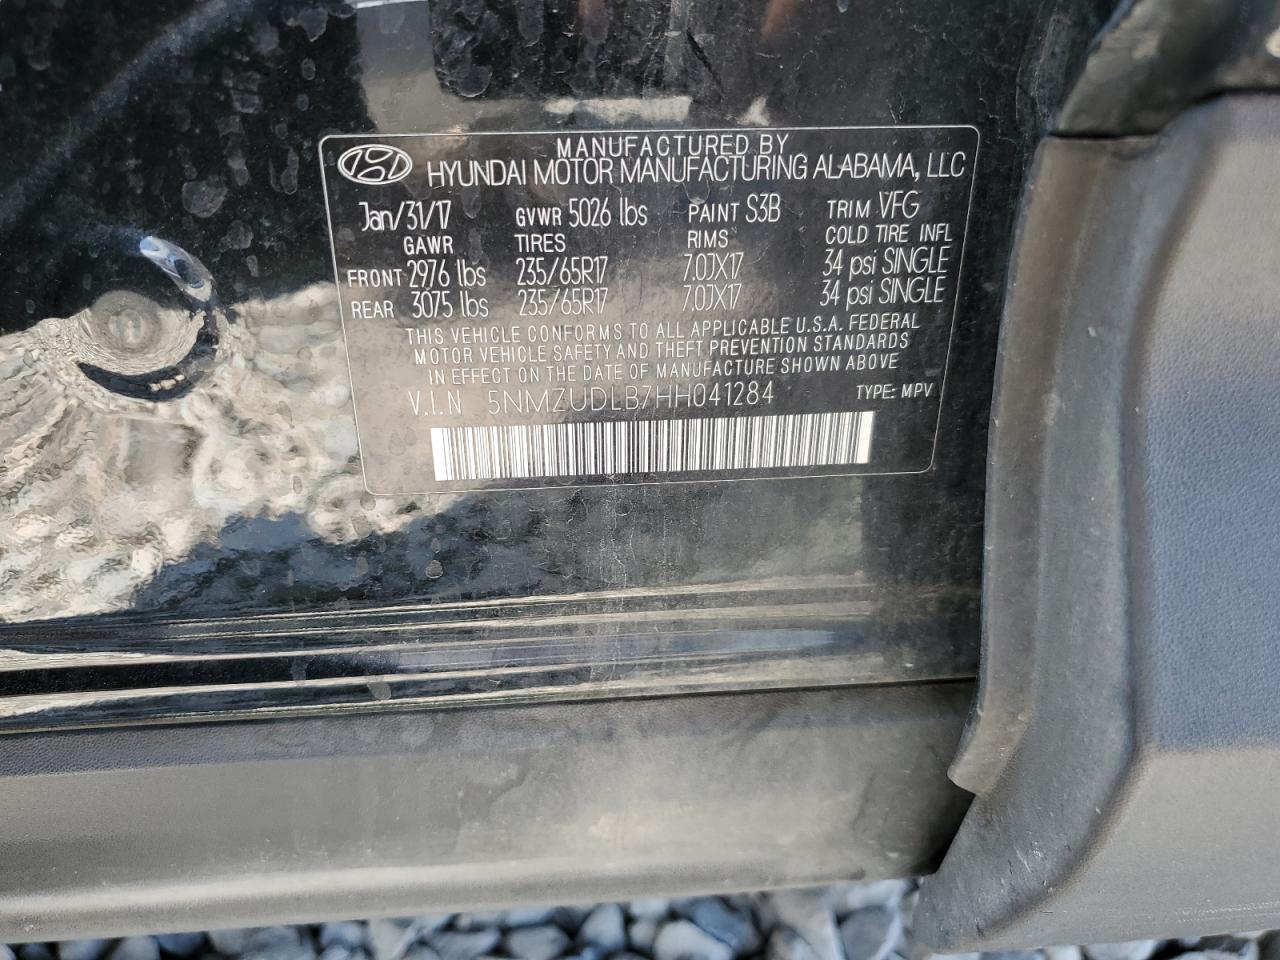 MANUFACTURED BY
HYUNDAI MOTOR MANUFACTURING ALABAMA, LLC
Jan/31/17 GVWR 5026 lbs PAINT S3B TRIM VFG
GAWR TIRES RIMS COLD TIRE INFL
FRONT 2976 lbs 235/65R17 7.0JX17 34 psi SINGLE
REAR 3075 lbs 235/65R17 7.0JX17 34 psi SINGLE
THIS VEHICLE CONFORMS TO ALL APPLICABLE U.S.A. FEDERAL
MOTOR VEHICLE SAFETY AND THEFT PREVENTION STANDARDS
IN EFFECT ON THE DATE OF MANUFACTURE SHOWN ABOVE
V.I.N 5NMZUDLB7HH041284 TYPE: MPV